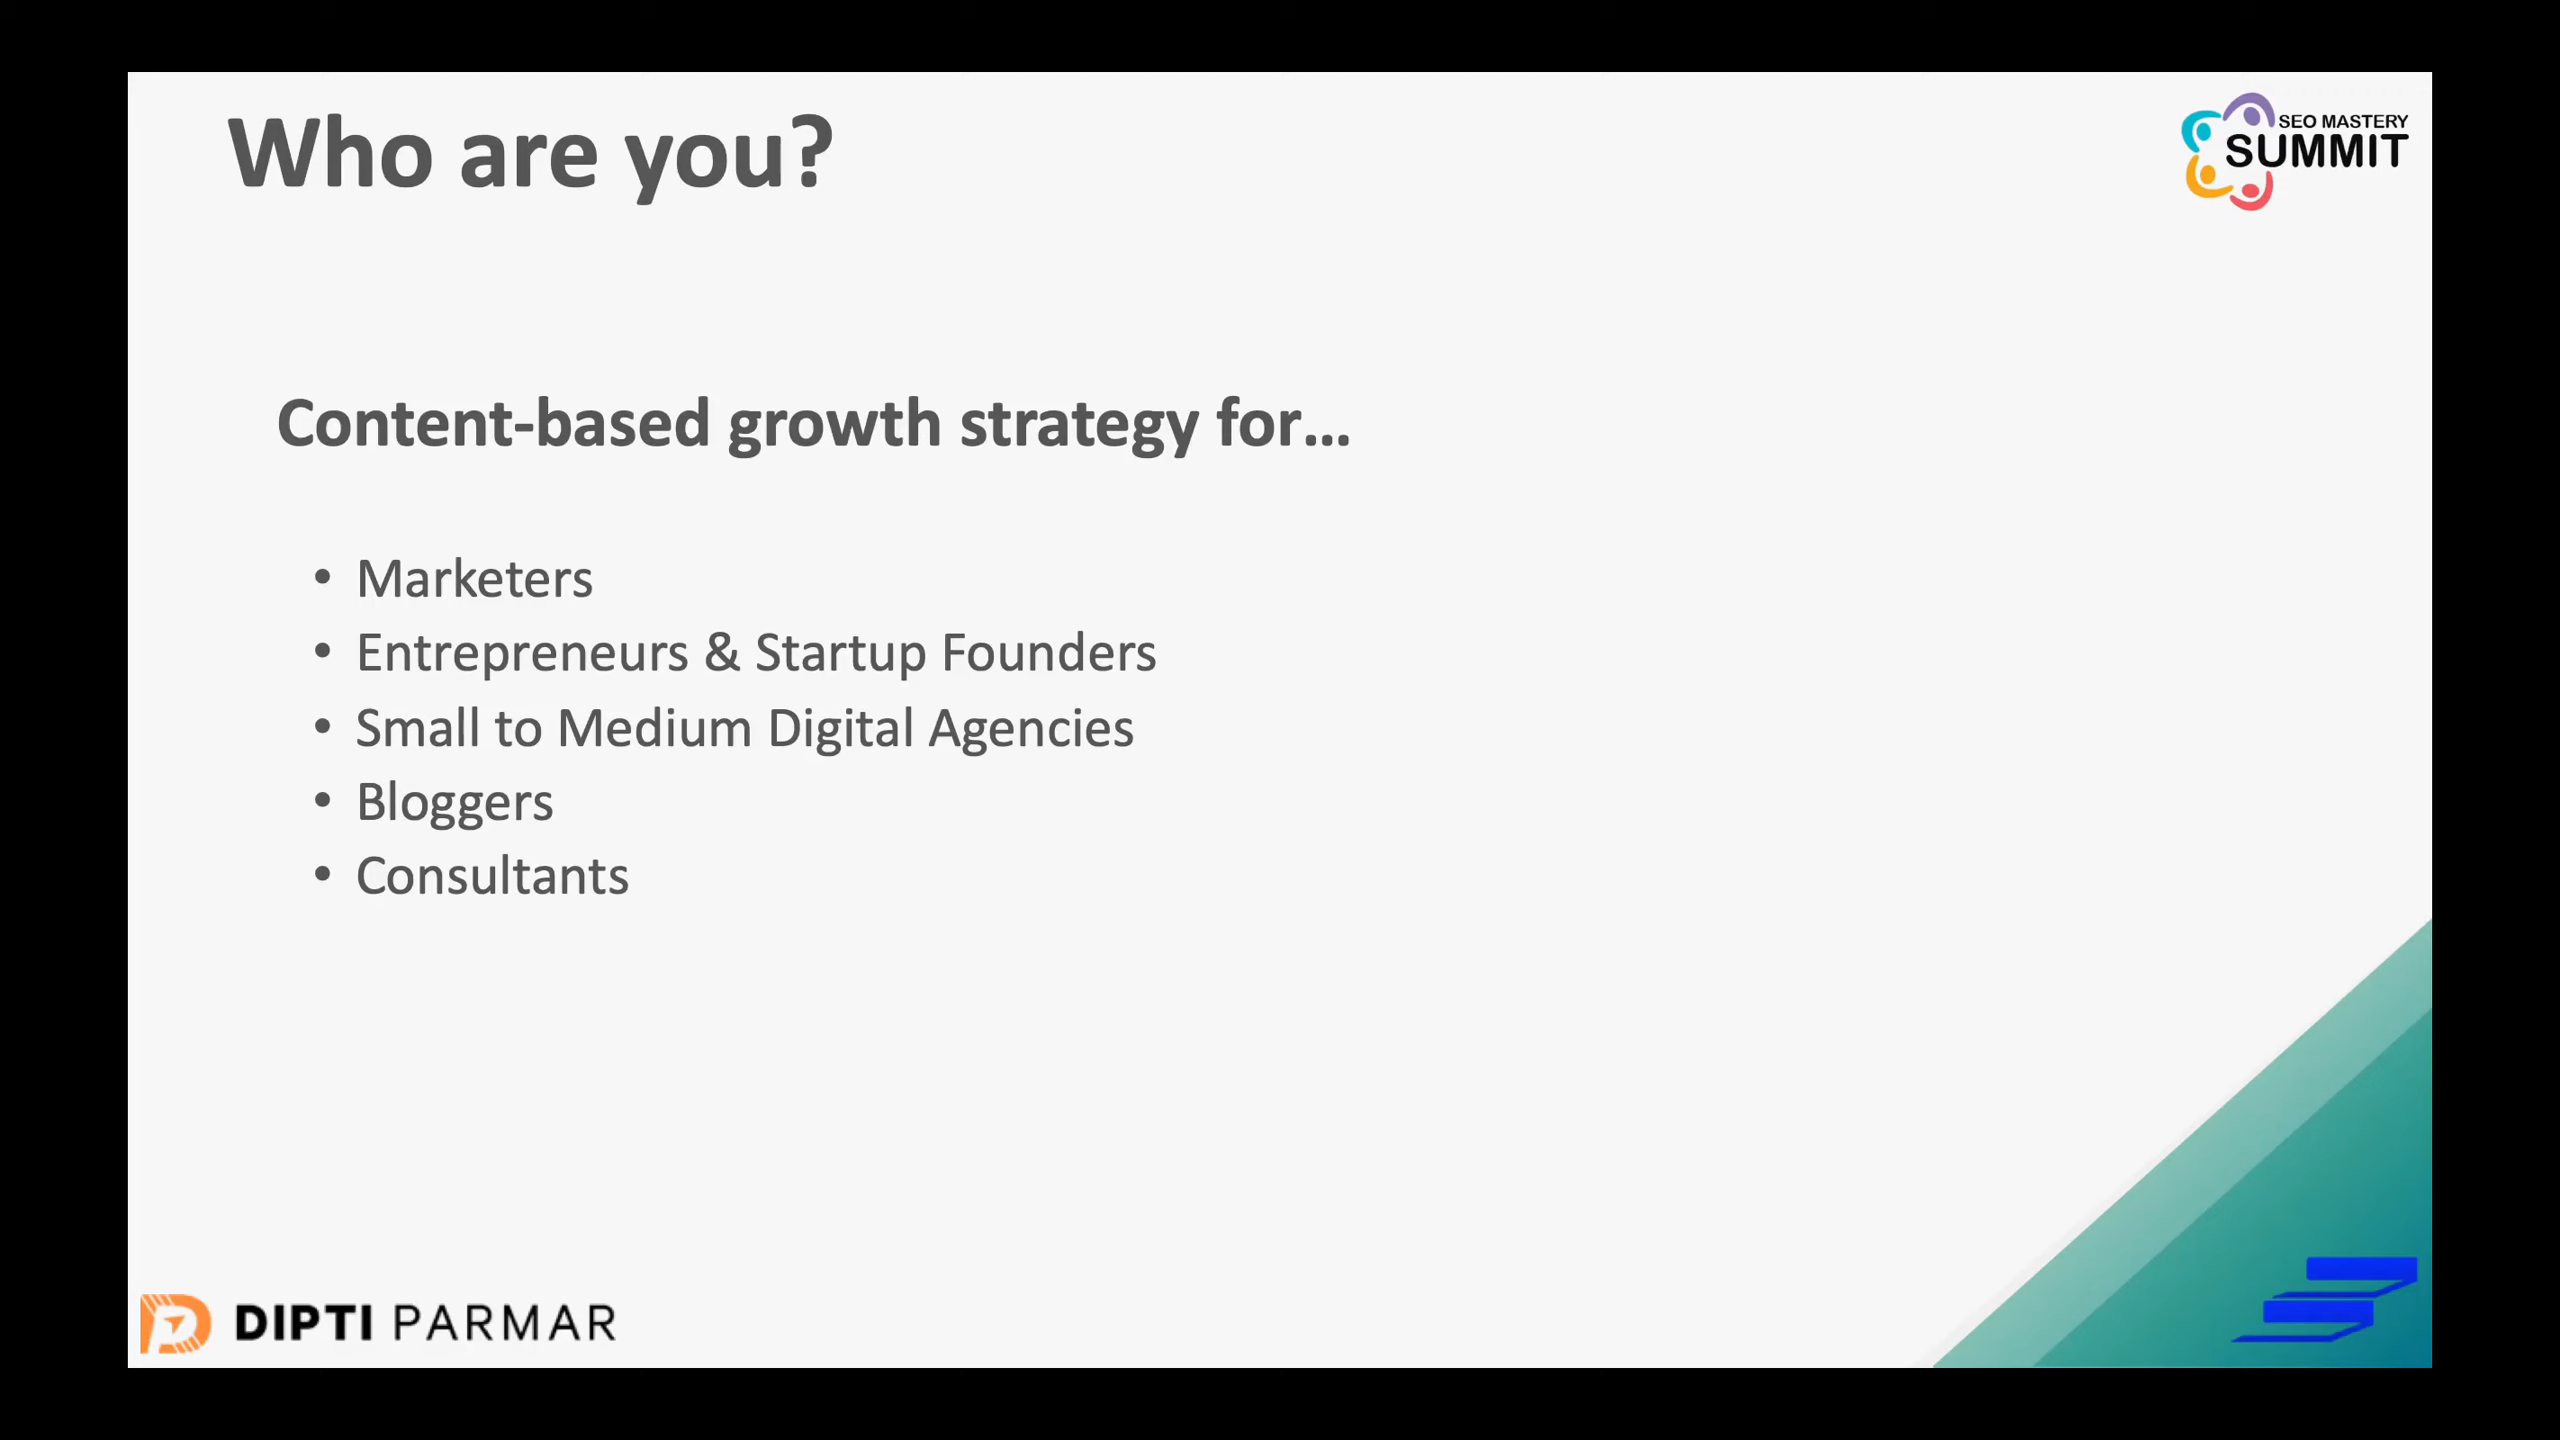 Who are you?
SEO MASTERY
SUMMIT
Content-based growth strategy for...
• Marketers
• Entrepreneurs & Startup Founders
• Small to Medium Digital Agencies
• Bloggers
• Consultants
DIPTI PARMAR